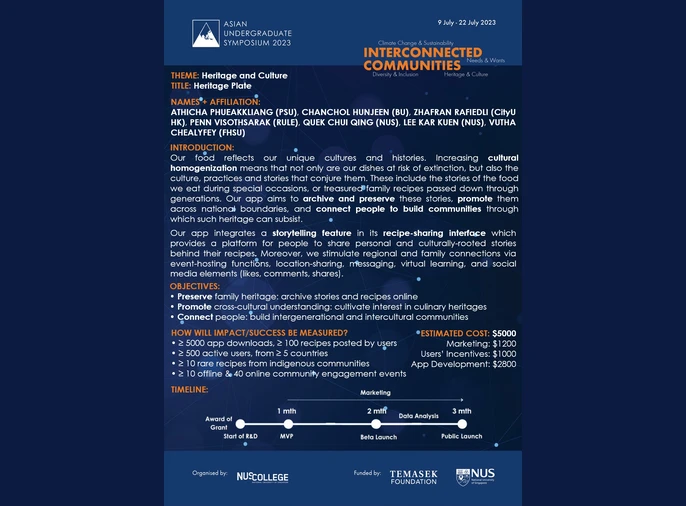 ASIAN
UNDERGRADUATE
SYMPOSIUM 2023
9 July - 22 July 2023
Climate Change & Sustainability
INTERCONNECTED
COMMUNITIES
Needs & Wants
Diversity & Inclusion
Heritage & Culture
THEME: Heritage and Culture
TITLE: Heritage Plate
NAMES + AFFILIATION:
ATHICHA PHUEAKKLIANG (PSU), CHANCHOL HUNJEEN (BU), ZHAFRAN RAFIEDLI (CityU
HK), PENN VISOTHSARAK (RULE), QUEK CHUI QING (NUS), LEE KAR KUEN (NUS), VUTHA
CHEALYFEY (FHSU)
INTRODUCTION:
Our food reflects our unique cultures and histories. Increasing cultural
homogenization means that not only are our dishes at risk of extinction, but also the
culture, practices and stories that conjure them. These include the stories of the food
we eat during special occasions, or treasured family recipes passed down through
generations. Our app aims to archive and preserve these stories, promote them
across national boundaries, and connect people to build communities through
which such heritage can subsist.
Our app integrates a storytelling feature in its recipe-sharing interface which
provides a platform for people to share personal and culturally-rooted stories
behind their recipes. Moreover, we stimulate regional and family connections via
event-hosting functions, location-sharing, messaging, virtual learning, and social
media elements (likes, comments, shares).
OBJECTIVES:
• Preserve family heritage: archive stories and recipes online
• Promote cross-cultural understanding: cultivate interest in culinary heritages
• Connect people: build intergenerational and intercultural communities
HOW WILL IMPACT/SUCCESS BE MEASURED?
• ≥ 5000 app downloads, ≥ 100 recipes posted by users
• ≥ 500 active users, from ≥ 5 countries
• ≥ 10 rare recipes from indigenous communities
• ≥ 10 offline & 40 online community engagement events
ESTIMATED COST: $5000
Marketing: $1200
Users' Incentives: $1000
App Development: $2800
TIMELINE:
Marketing
1 mth
2 mth
3 mth
Award of
Grant
Data Analysis
Start of R&D
MVP
Beta Launch
Public Launch
Organised by:
NUSCOLLEGE
Funded by:
TEMASEK
FOUNDATION
NUS
National University
of Singapore